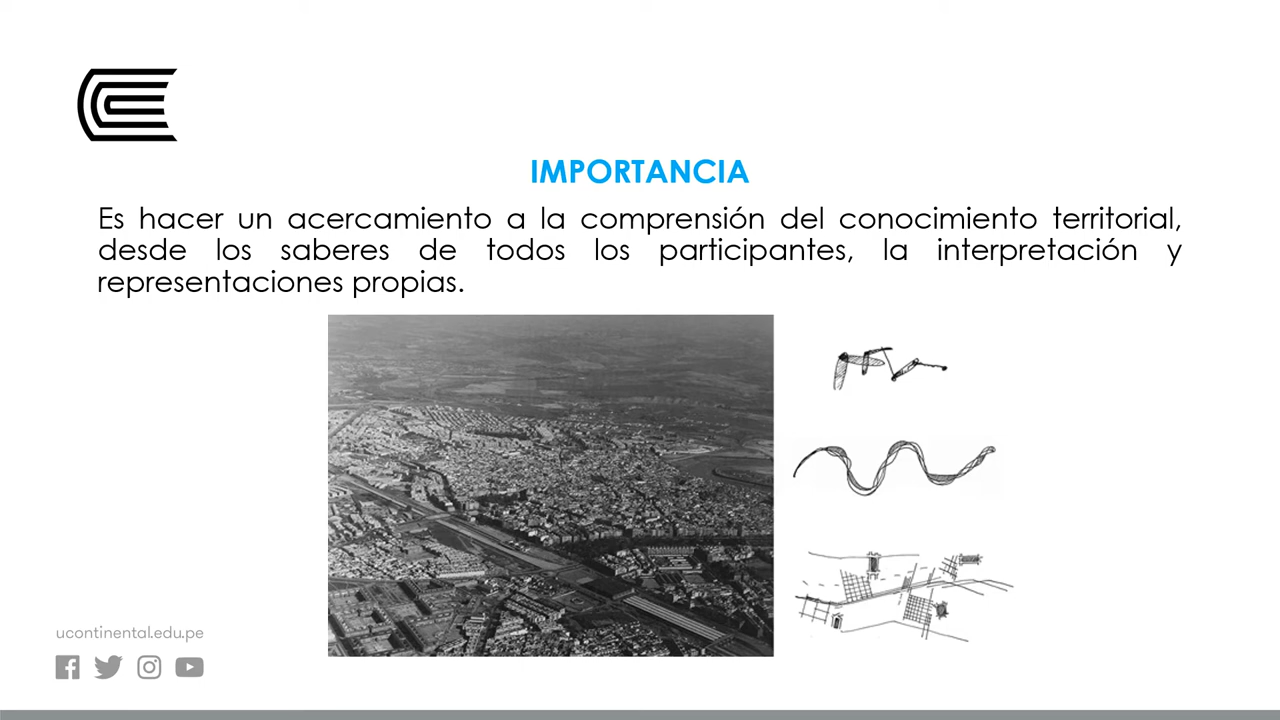 IMPORTANCIA
Es hacer un acercamiento a la comprensión del conocimiento territorial,
desde los saberes de todos los participantes, la interpretación y
representaciones propias.
ucontinental.edu.pe